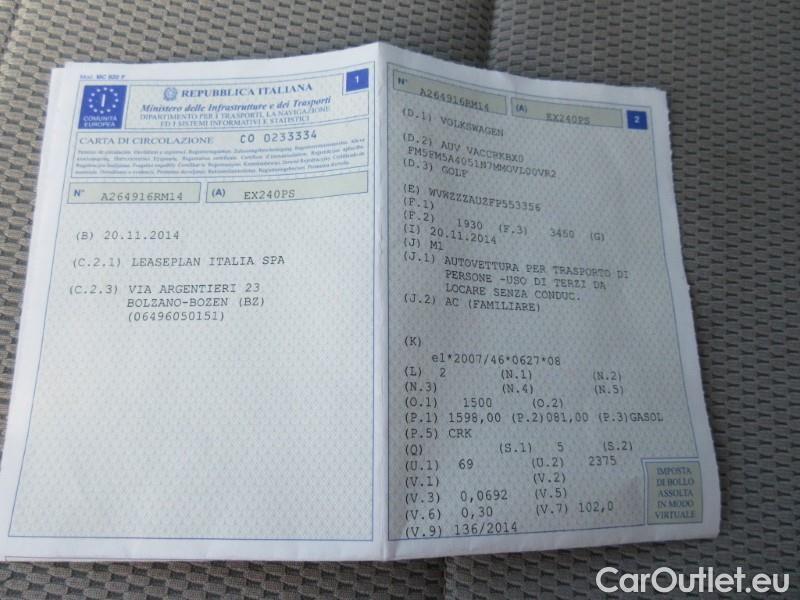 Mod. MC 820 F
1
REPUBBLICA ITALIANA
Ministero delle Infrastrutture e dei Trasporti
DIPARTIMENTO PER I TRASPORTI, LA NAVIGAZIONE
ED I SISTEMI INFORMATIVI E STATISTICI
I
COMUNITÀ
EUROPEA
CARTA DI CIRCOLAZIONE CO 0233334
N° A264916RM14 (A) EX240PS
(B) 20.11.2014
(C.2.1) LEASEPLAN ITALIA SPA
(C.2.3) VIA ARGENTIERI 23
BOLZANO-BOZEN (BZ)
(06496050151)
N° A264916RM14 (A) EX240PS 2
(D.1) VOLKSWAGEN
(D.2) AUV VACCRKBX0
FM5FM5A4051N7MMOVL00VR2
(D.3) GOLF
(E) WVWZZZAUZFP553356
(F.1)
(F.2) 1930 (F.3) 3450 (G)
(I) 20.11.2014
(J) M1
(J.1) AUTOVETTURA PER TRASPORTO DI
PERSONE -USO DI TERZI DA
LOCARE SENZA CONDUC.
(J.2) AC (FAMILIARE)
(K)
e1*2007/46*0627*08
(L) 2 (N.1) (N.2)
(N.3) (N.4) (N.5)
(O.1) 1500 (O.2)
(P.1) 1598,00 (P.2)081,00 (P.3)GASOL
(P.5) CRK
(Q) (S.1) 5 (S.2)
(U.1) 69 (U.2) 2375
(V.1) (V.2)
(V.3) 0,0692 (V.5)
(V.6) 0,30 (V.7) 102,0
(V.9) 136/2014
IMPOSTA
DI BOLLO
ASSOLTA
IN MODO
VIRTUALE
CarOutlet.eu